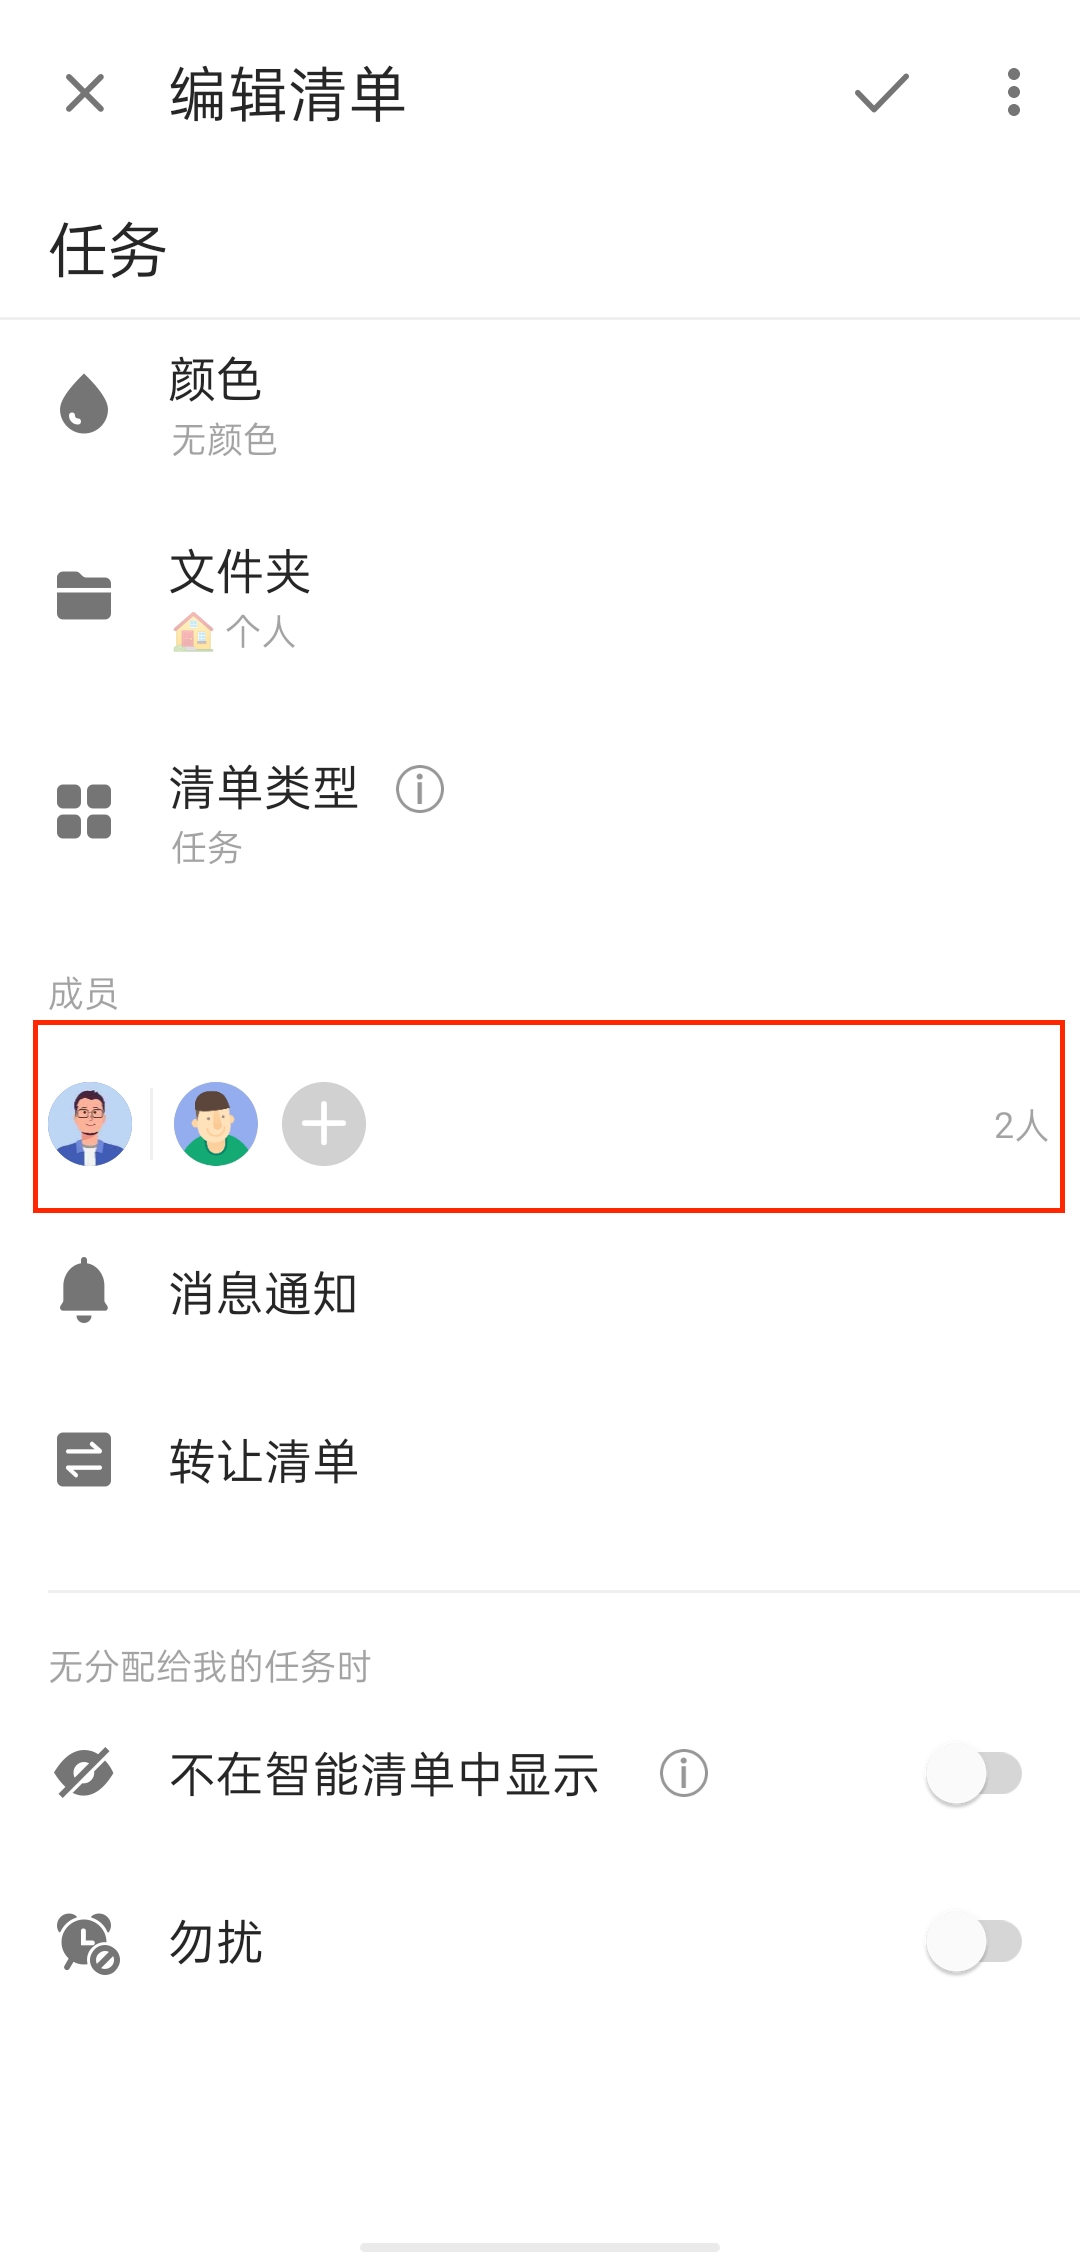 编辑清单
任务
颜色
无颜色
文件夹
个人
清单类型
任务
成员
2人
消息通知
转让清单
无分配给我的任务时
不在智能清单中显示
勿扰